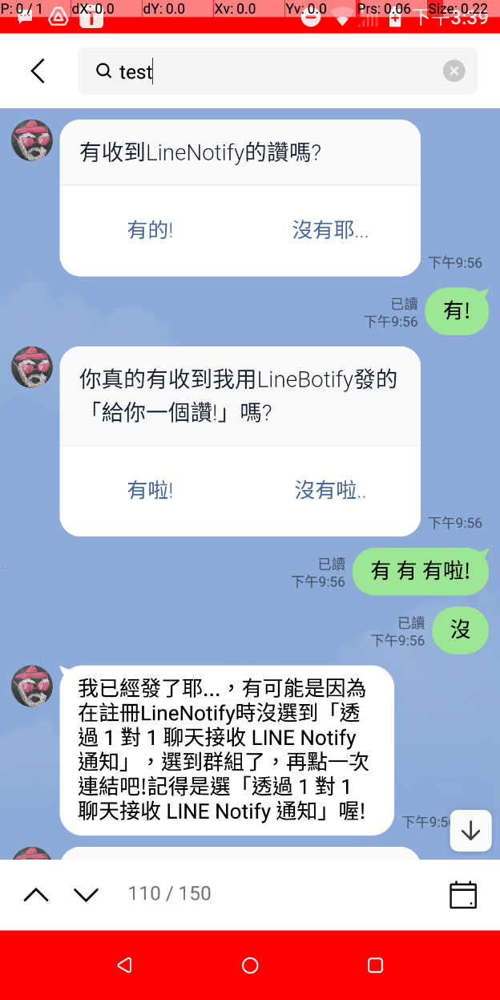 P: 0 / 1 dX: 0.0 dY: 0.0 Xv: 0.0 Yv: 0.0 Prs: 0.06 Size: 0.22
下午3:39
test
有收到LineNotify的讚嗎?
有的! 沒有耶...
下午9:56
已讀
下午9:56
有!
你真的有收到我用LineBotify發的
「給你一個讚!」嗎?
有啦! 沒有啦..
下午9:56
已讀
下午9:56
有 有 有啦!
已讀
下午9:56
沒
我已經發了耶...，有可能是因為
在註冊LineNotify時沒選到「透
過 1 對 1 聊天接收 LINE Notify
通知」，選到群組了，再點一次
連結吧!記得是選「透過 1 對 1
聊天接收 LINE Notify 通知」喔!
下午9:5
110 / 150